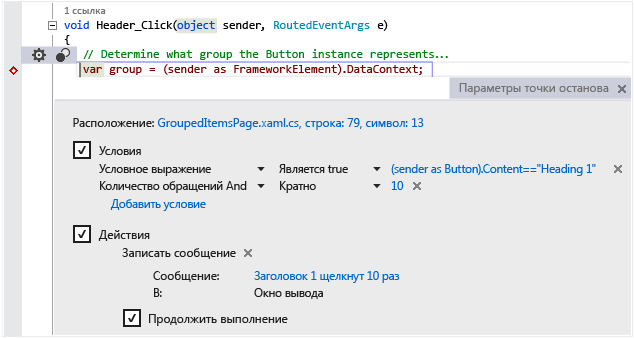 1 ссылка
void Header_Click(object sender, RoutedEventArgs e)
{
// Determine what group the Button instance represents...
var group = (sender as FrameworkElement).DataContext;
Параметры точки останова ×
Расположение: GroupedItemsPage.xaml.cs, строка: 79, символ: 13
Условия
Условное выражение Является true (sender as Button).Content=="Heading 1" ×
Количество обращений And Кратно 10 ×
Добавить условие
Действия
Записать сообщение ×
Сообщение: Заголовок 1 щелкнут 10 раз
В: Окно вывода
Продолжить выполнение